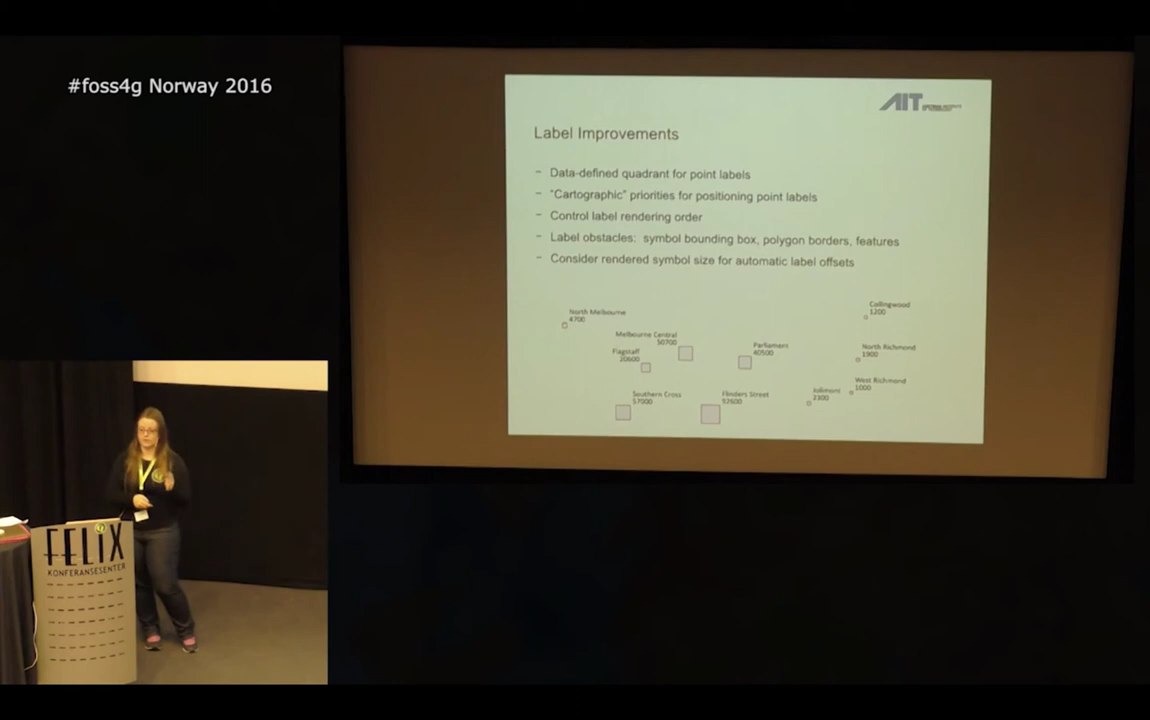 #foss4g Norway 2016
AIT
Label Improvements
– Data-defined quadrant for point labels
– "Cartographic" priorities for positioning point labels
– Control label rendering order
– Label obstacles: symbol bounding box, polygon borders, features
– Consider rendered symbol size for automatic label offsets
North Melbourne
4700
Collingwood
1200
Melbourne Central
50700
Flagstaff
20600
Parliament
40500
North Richmond
1900
West Richmond
1000
Jolimont
2300
Southern Cross
57000
Flinders Street
92600
FELIX
KONFERANSESENTER